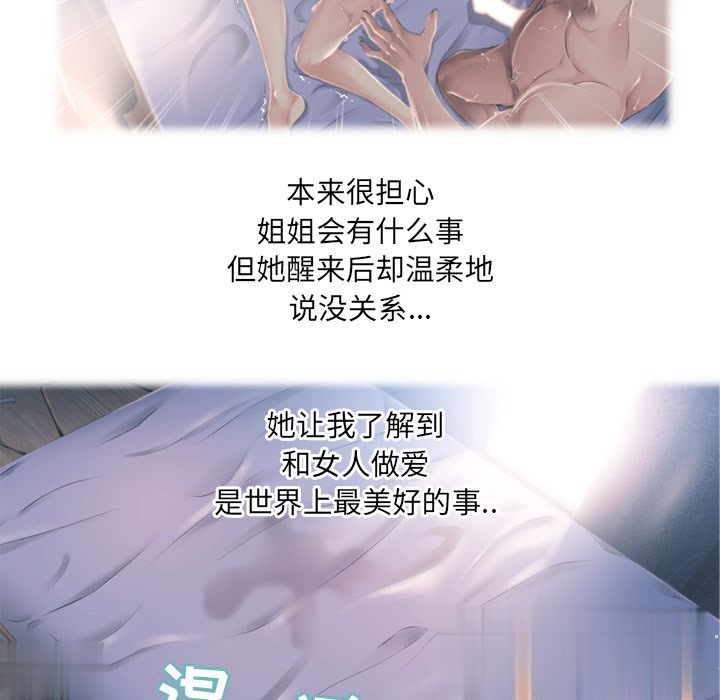 本来很担心
姐姐会有什么事
但她醒来后却温柔地
说没关系...
她让我了解到
和女人做爱
是世界上最美好的事..